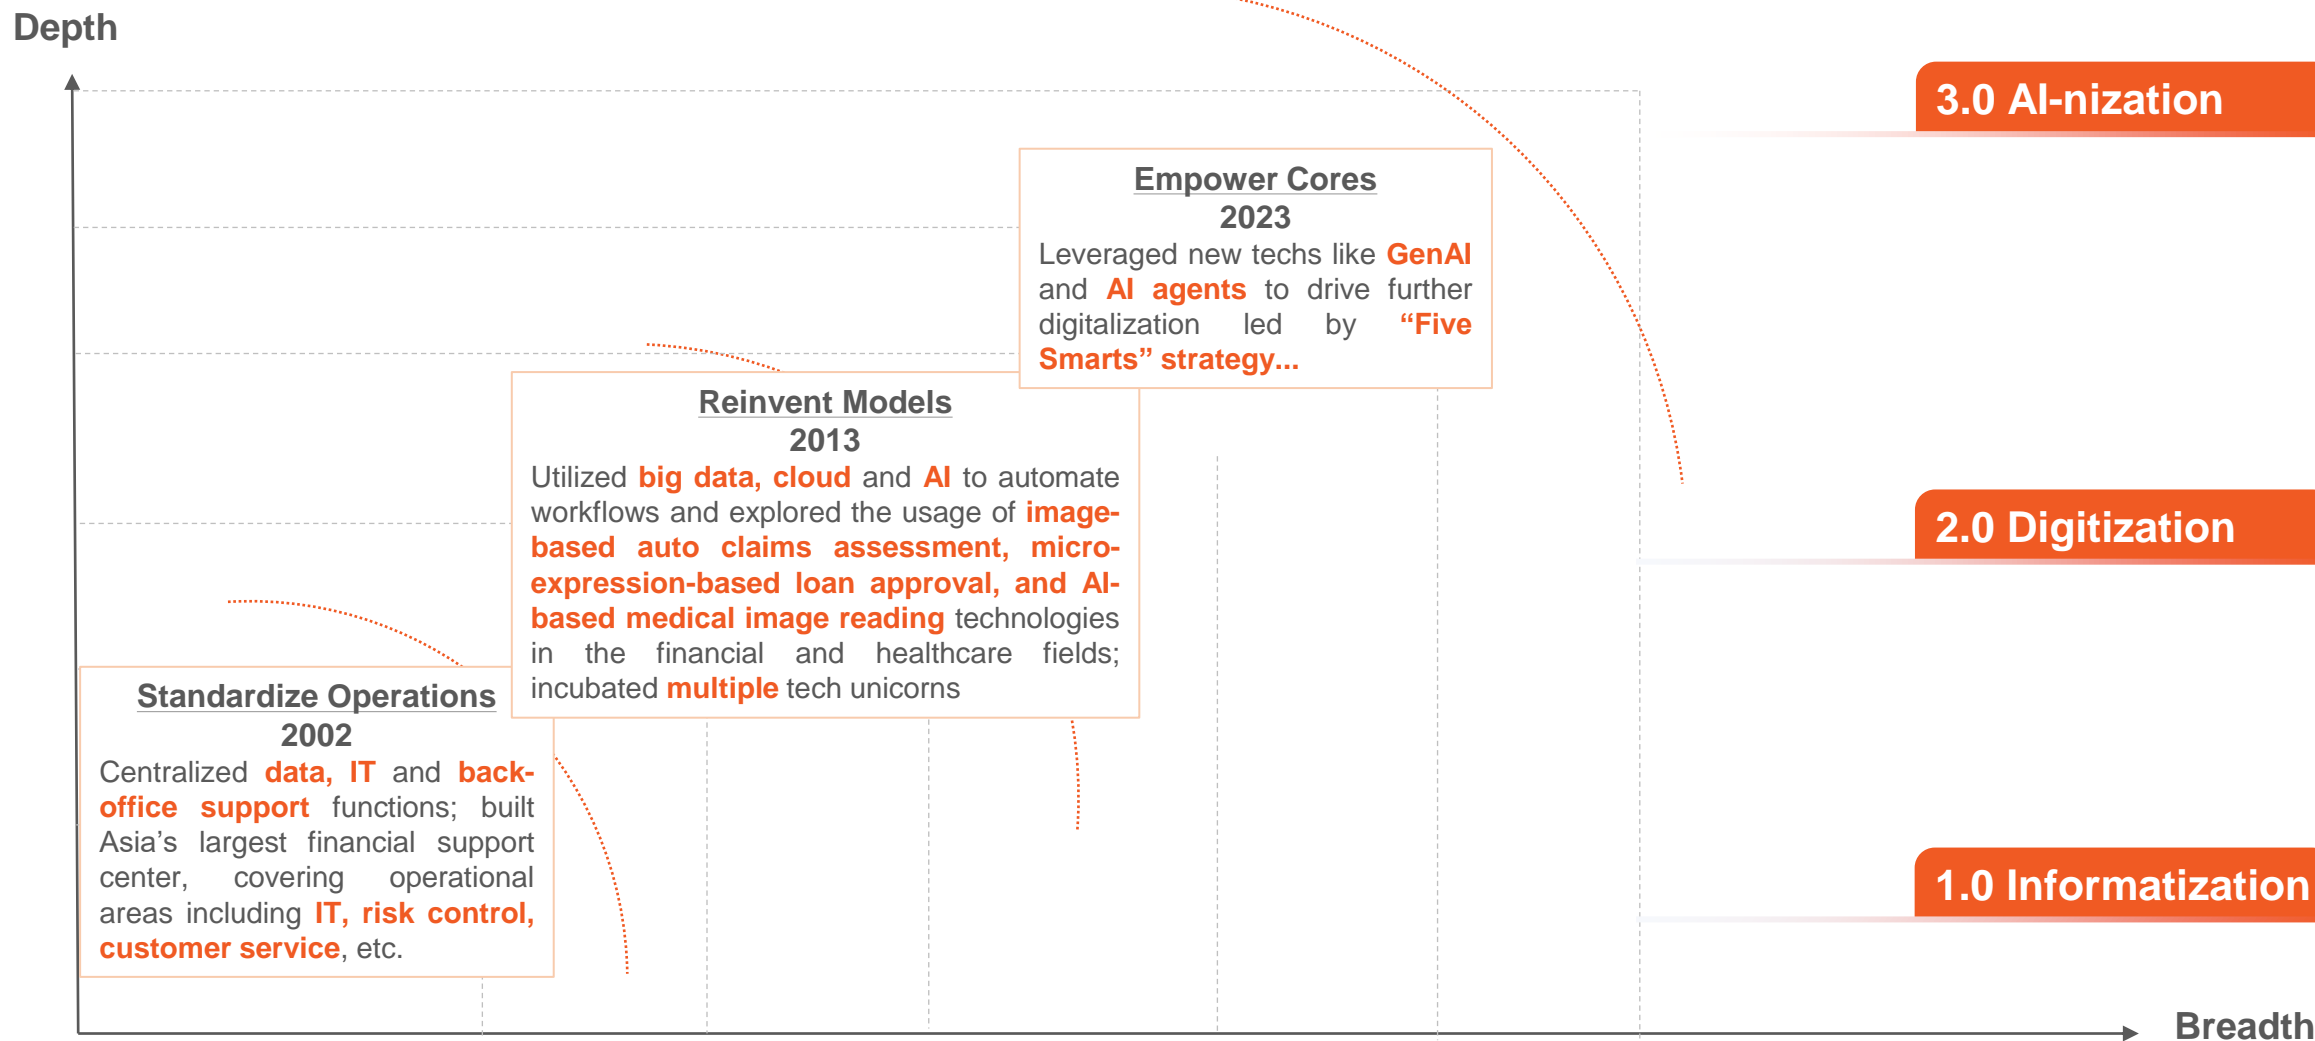 Depth
3.0 AI-nization
Empower Cores
2023
Leveraged new techs like GenAI
and AI agents to drive further
digitalization led by “Five
Smarts” strategy...
Reinvent Models
2013
Utilized big data, cloud and AI to automate
workflows and explored the usage of image-
based auto claims assessment, micro-
expression-based loan approval, and AI-
based medical image reading technologies
in the financial and healthcare fields;
incubated multiple tech unicorns
2.0 Digitization
Standardize Operations
2002
Centralized data, IT and back-
office support functions; built
Asia’s largest financial support
center, covering operational
areas including IT, risk control,
customer service, etc.
1.0 Informatization
Breadth